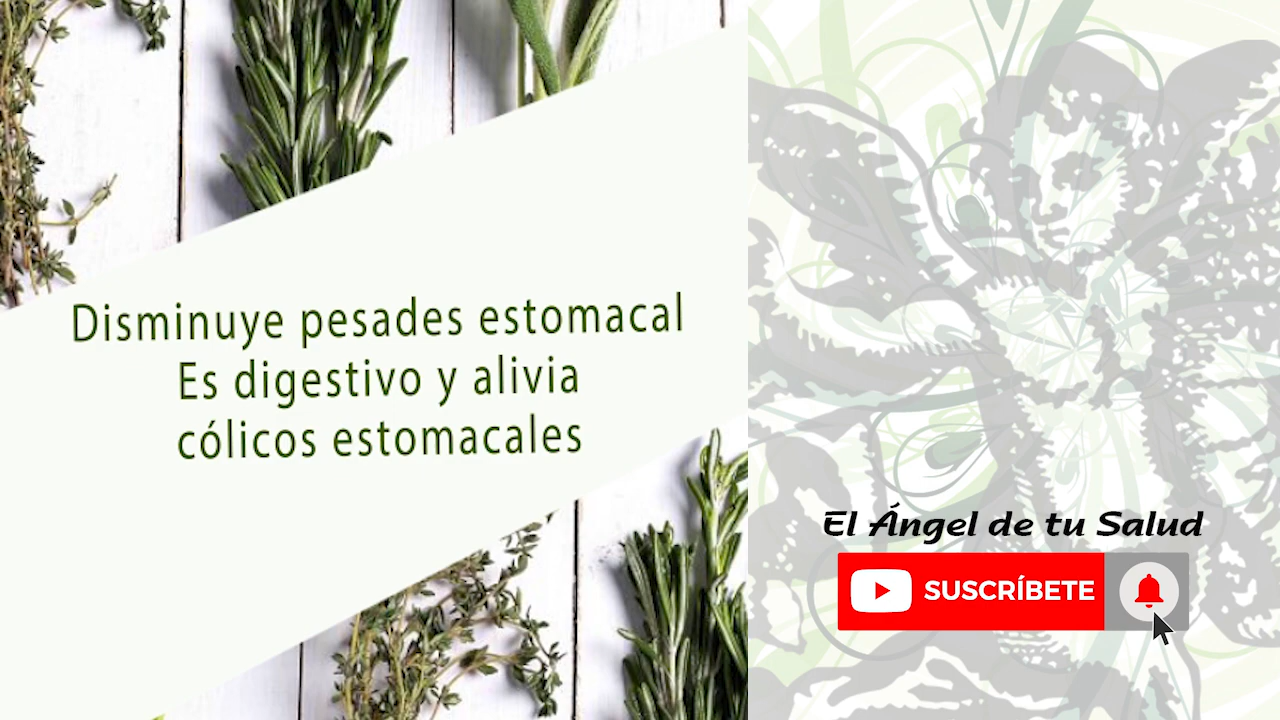 Disminuye pesades estomacal
Es digestivo y alivia
cólicos estomacales
El Ángel de tu Salud
SUSCRÍBETE